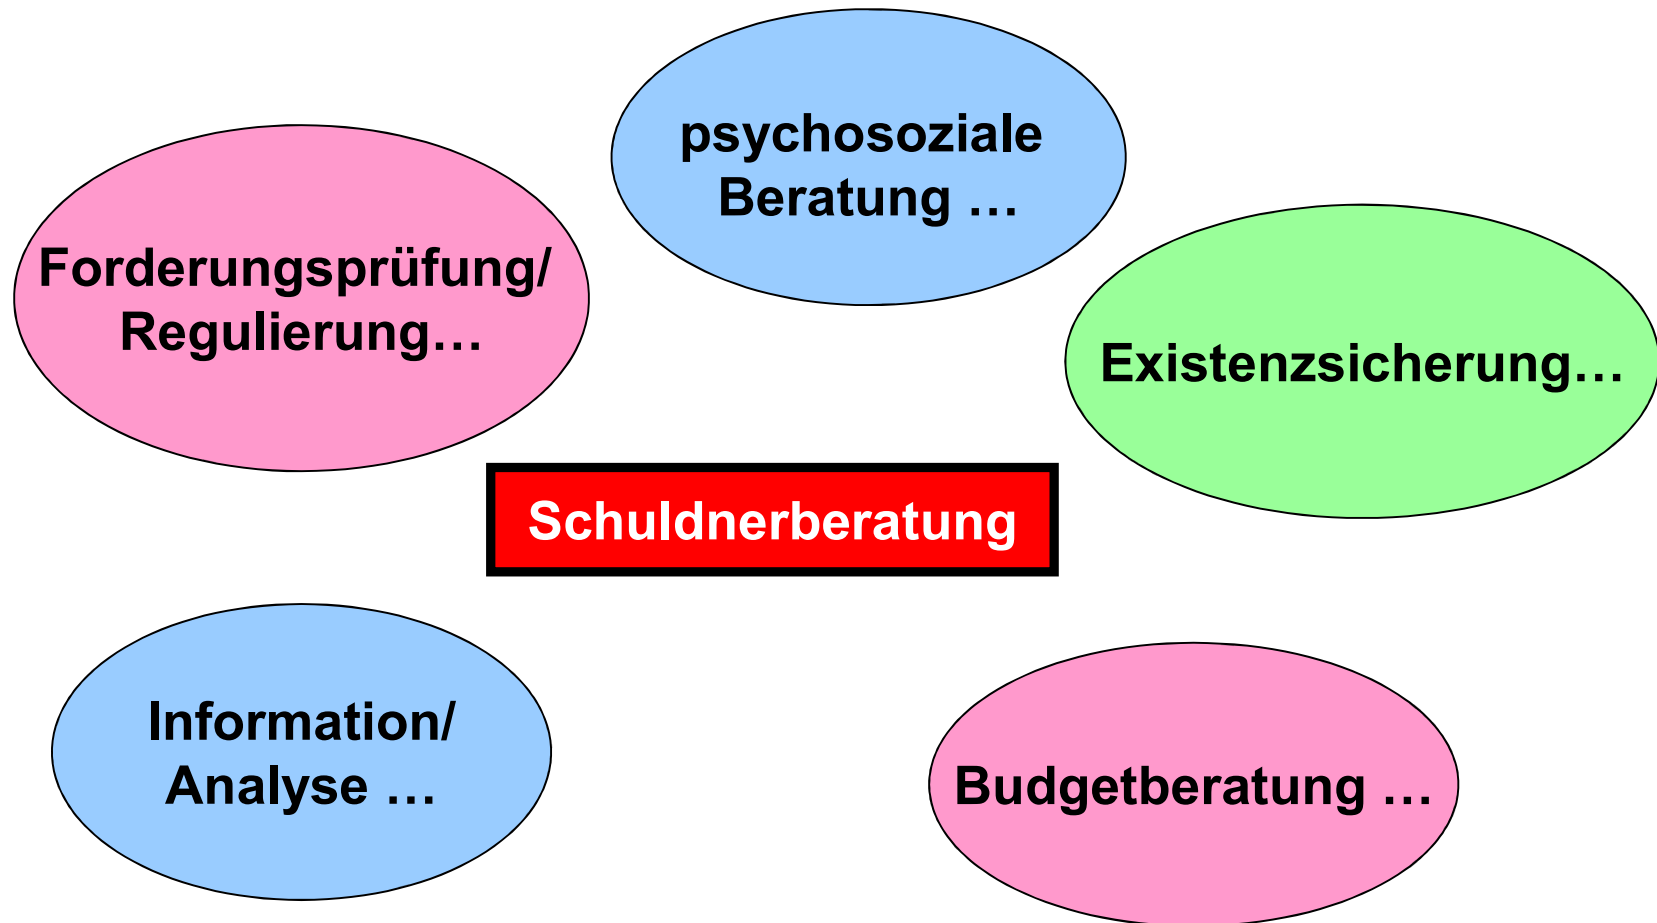 psychosoziale
Beratung …
Forderungsprüfung/
Regulierung…
Existenzsicherung…
Schuldnerberatung
Information/
Analyse …
Budgetberatung …